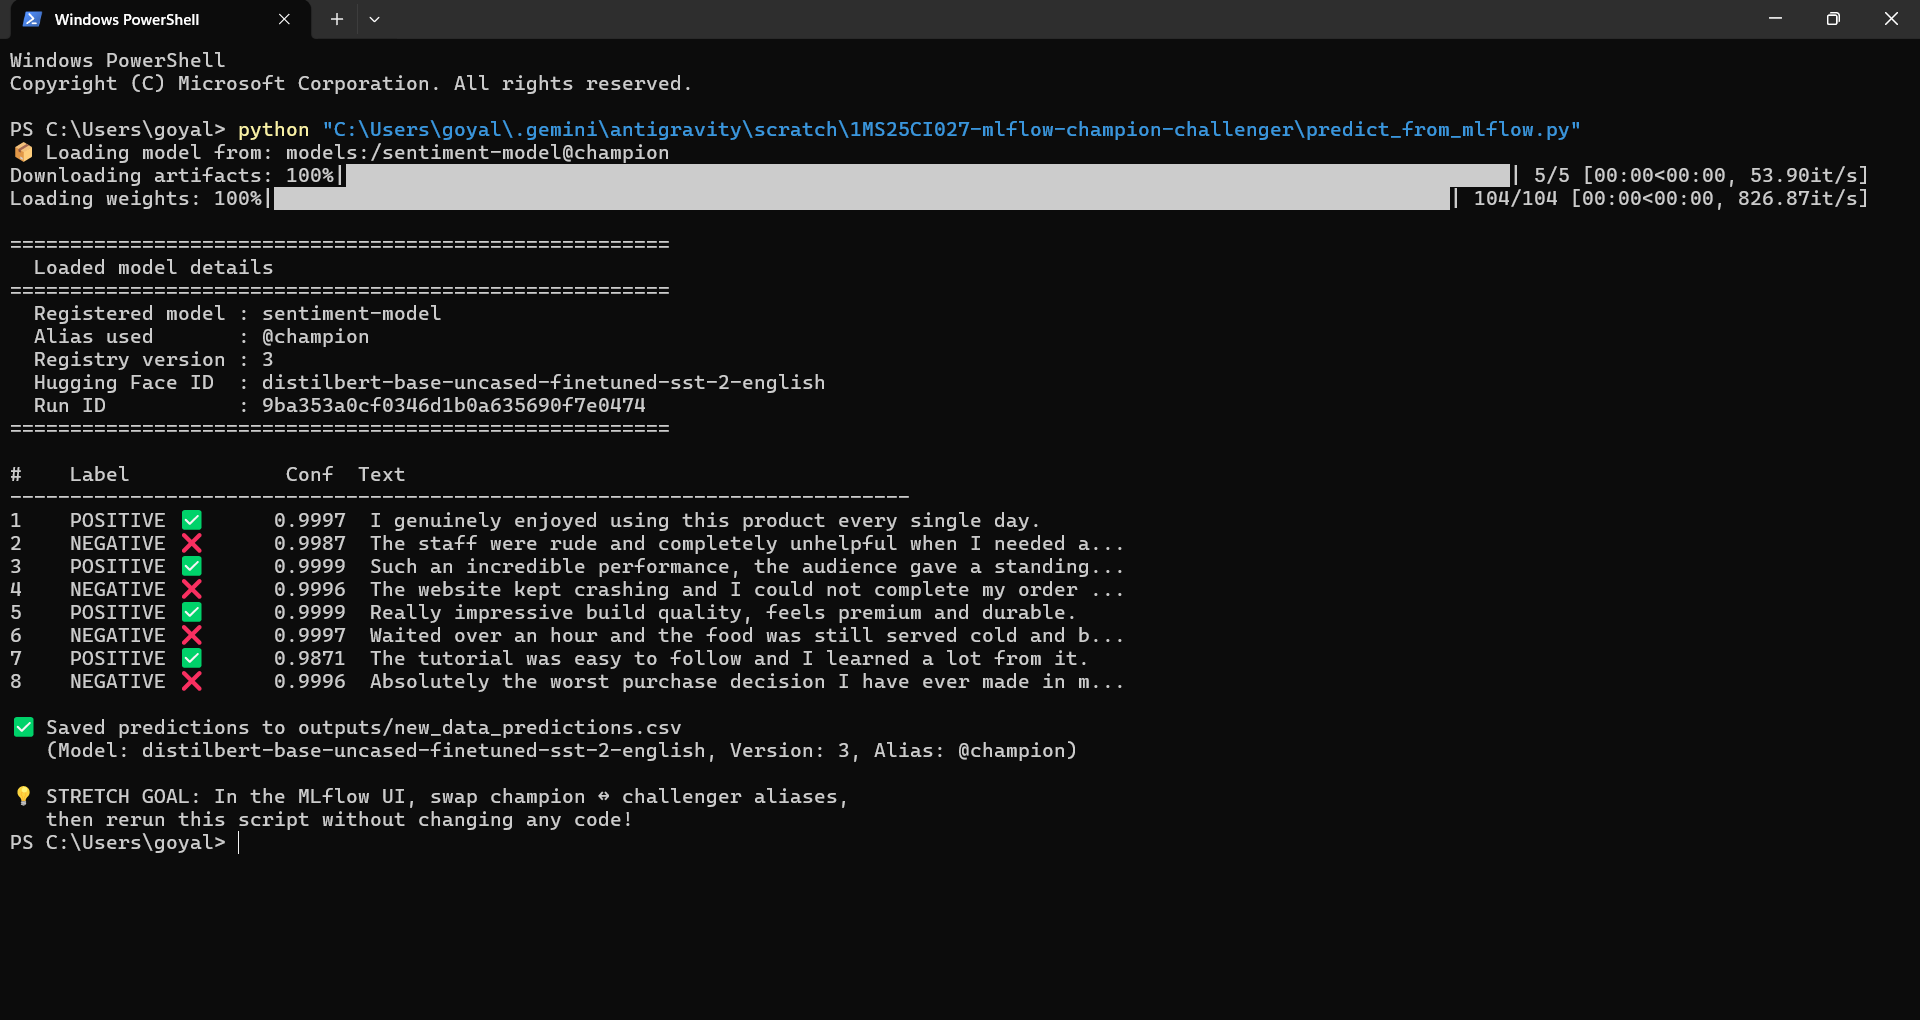 Windows PowerShell
Windows PowerShell
Copyright (C) Microsoft Corporation. All rights reserved.
PS C:\Users\goyal> python "C:\Users\goyal\.gemini\antigravity\scratch\1MS25CI027-mlflow-champion-challenger\predict_from_mlflow.py"
📦 Loading model from: models:/sentiment-model@champion
Downloading artifacts: 100%|██████████| 5/5 [00:00<00:00, 53.90it/s]
Loading weights: 100%|██████████| 104/104 [00:00<00:00, 826.87it/s]
=======================================================
Loaded model details
=======================================================
Registered model : sentiment-model
Alias used       : @champion
Registry version : 3
Hugging Face ID  : distilbert-base-uncased-finetuned-sst-2-english
Run ID           : 9ba353a0cf0346d1b0a635690f7e0474
=======================================================
#    Label             Conf  Text
---------------------------------------------------------------------------
1    POSITIVE ✅      0.9997  I genuinely enjoyed using this product every single day.
2    NEGATIVE ❌      0.9987  The staff were rude and completely unhelpful when I needed a...
3    POSITIVE ✅      0.9999  Such an incredible performance, the audience gave a standing...
4    NEGATIVE ❌      0.9996  The website kept crashing and I could not complete my order ...
5    POSITIVE ✅      0.9999  Really impressive build quality, feels premium and durable.
6    NEGATIVE ❌      0.9997  Waited over an hour and the food was still served cold and b...
7    POSITIVE ✅      0.9871  The tutorial was easy to follow and I learned a lot from it.
8    NEGATIVE ❌      0.9996  Absolutely the worst purchase decision I have ever made in m...
✅ Saved predictions to outputs/new_data_predictions.csv
(Model: distilbert-base-uncased-finetuned-sst-2-english, Version: 3, Alias: @champion)
💡 STRETCH GOAL: In the MLflow UI, swap champion ↔ challenger aliases,
then rerun this script without changing any code!
PS C:\Users\goyal>